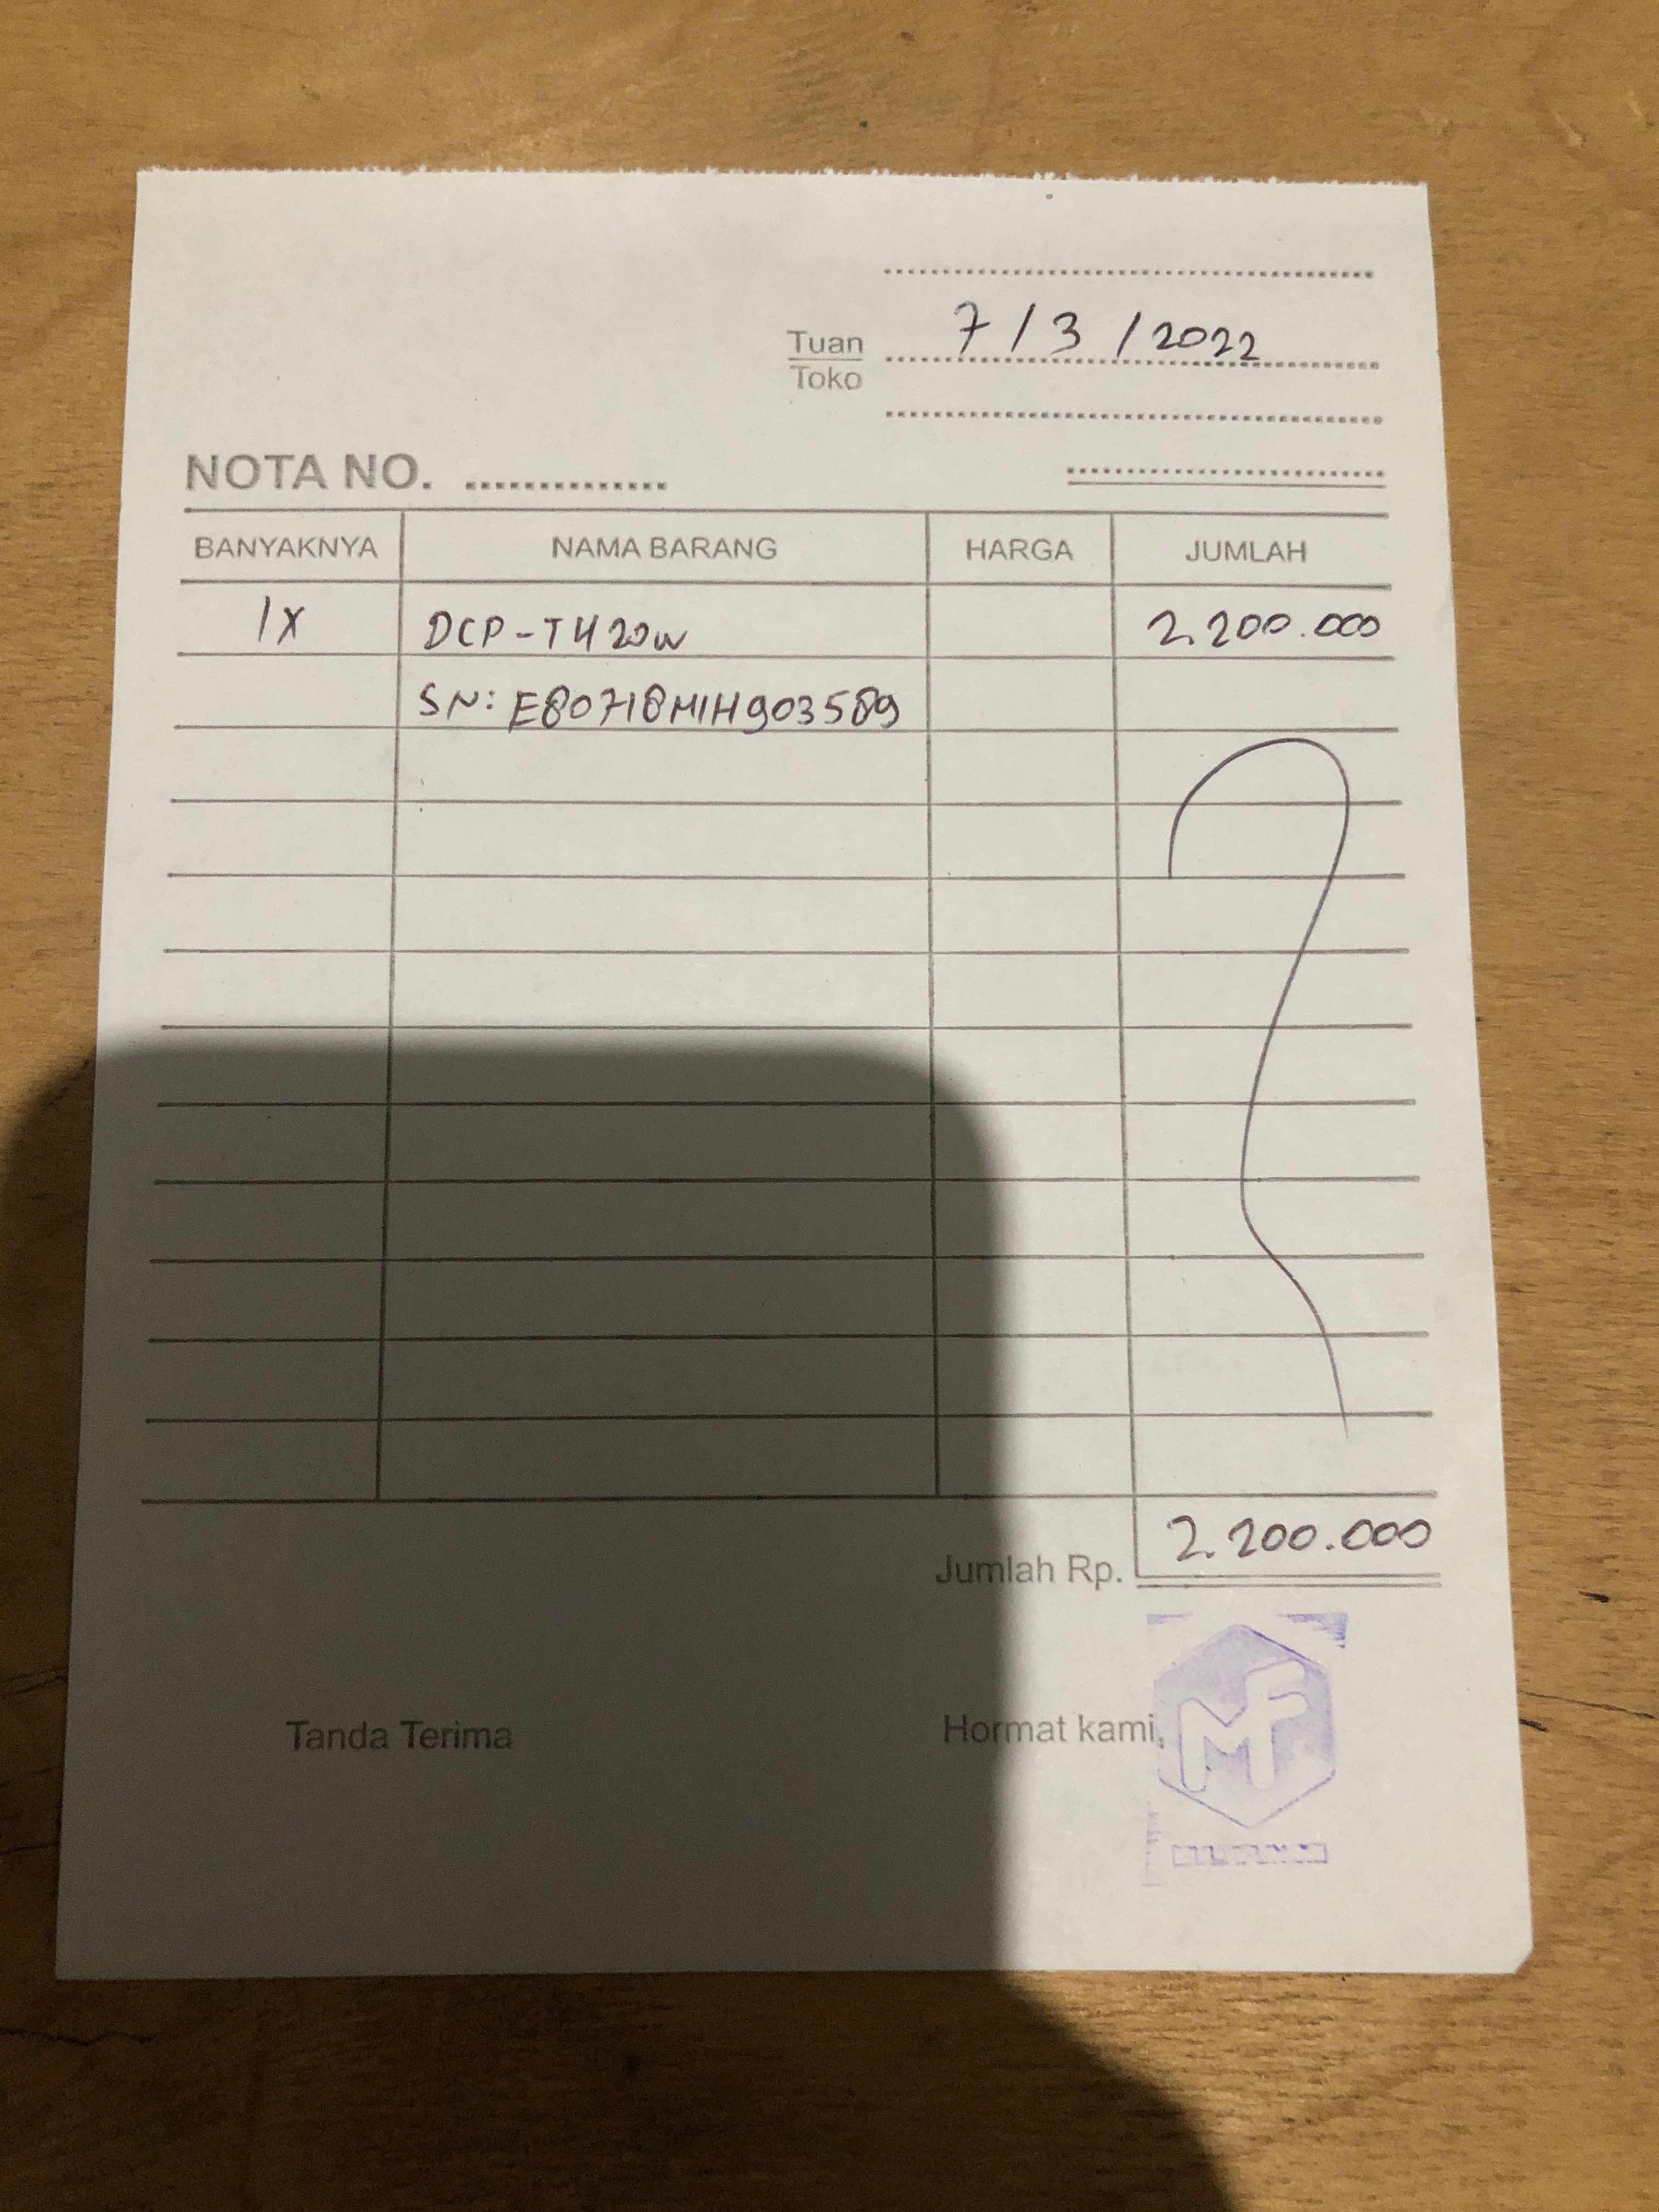 7/3/2022
Tuan
Toko
NOTA NO. ..............
BANYAKNYA NAMA BARANG HARGA JUMLAH
1X DCP-T420W 2.200.000
SN: E80718M1H903589
Jumlah Rp. 2.200.000
Tanda Terima Hormat kami,
MF